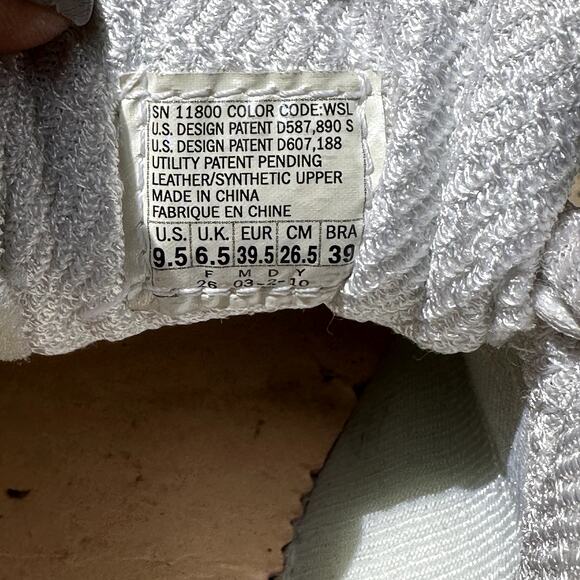 SN 11800 COLOR CODE:WSL
U.S. DESIGN PATENT D587,890 S
U.S. DESIGN PATENT D607,188
UTILITY PATENT PENDING
LEATHER/SYNTHETIC UPPER
MADE IN CHINA
FABRIQUE EN CHINE
U.S. U.K. EUR CM BRA
9.5 6.5 39.5 26.5 39
F M D Y
26 03-2-10